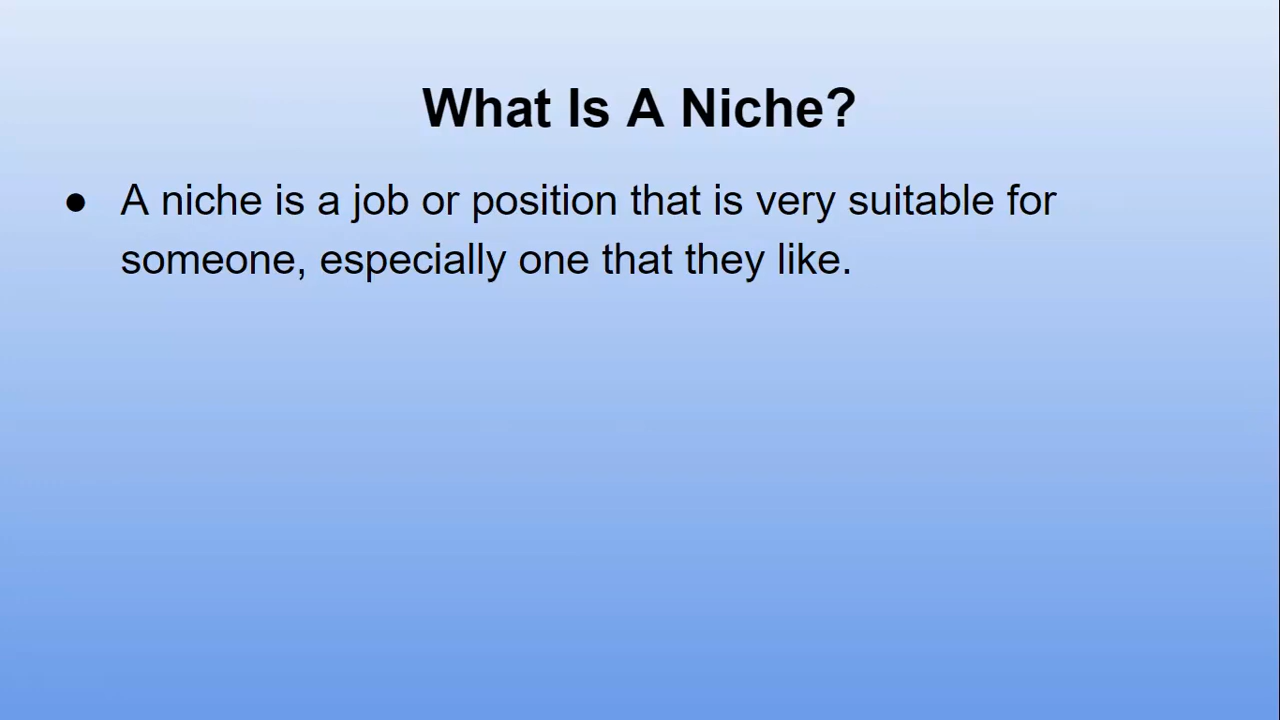 What Is A Niche?
● A niche is a job or position that is very suitable for
someone, especially one that they like.